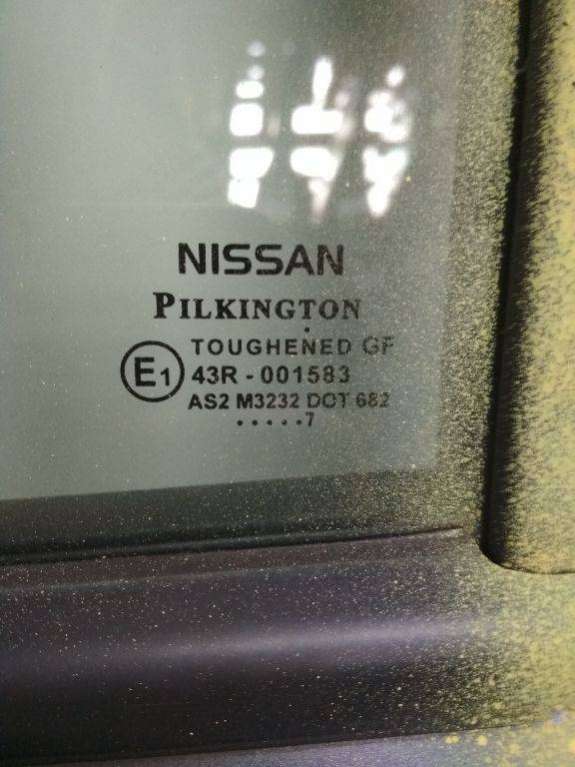 NISSAN
PILKINGTON
TOUGHENED GF
E1
43R - 001583
AS2 M3232 DOT 682
.....7